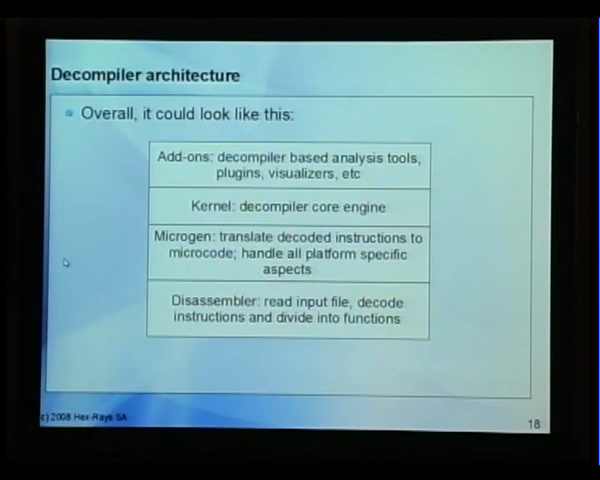 Decompiler architecture
Overall, it could look like this:
Add-ons: decompiler based analysis tools,
plugins, visualizers, etc
Kernel: decompiler core engine
Microgen: translate decoded instructions to
microcode; handle all platform specific
aspects
Disassembler: read input file, decode
instructions and divide into functions
c) 2008 Hex-Rays SA
18